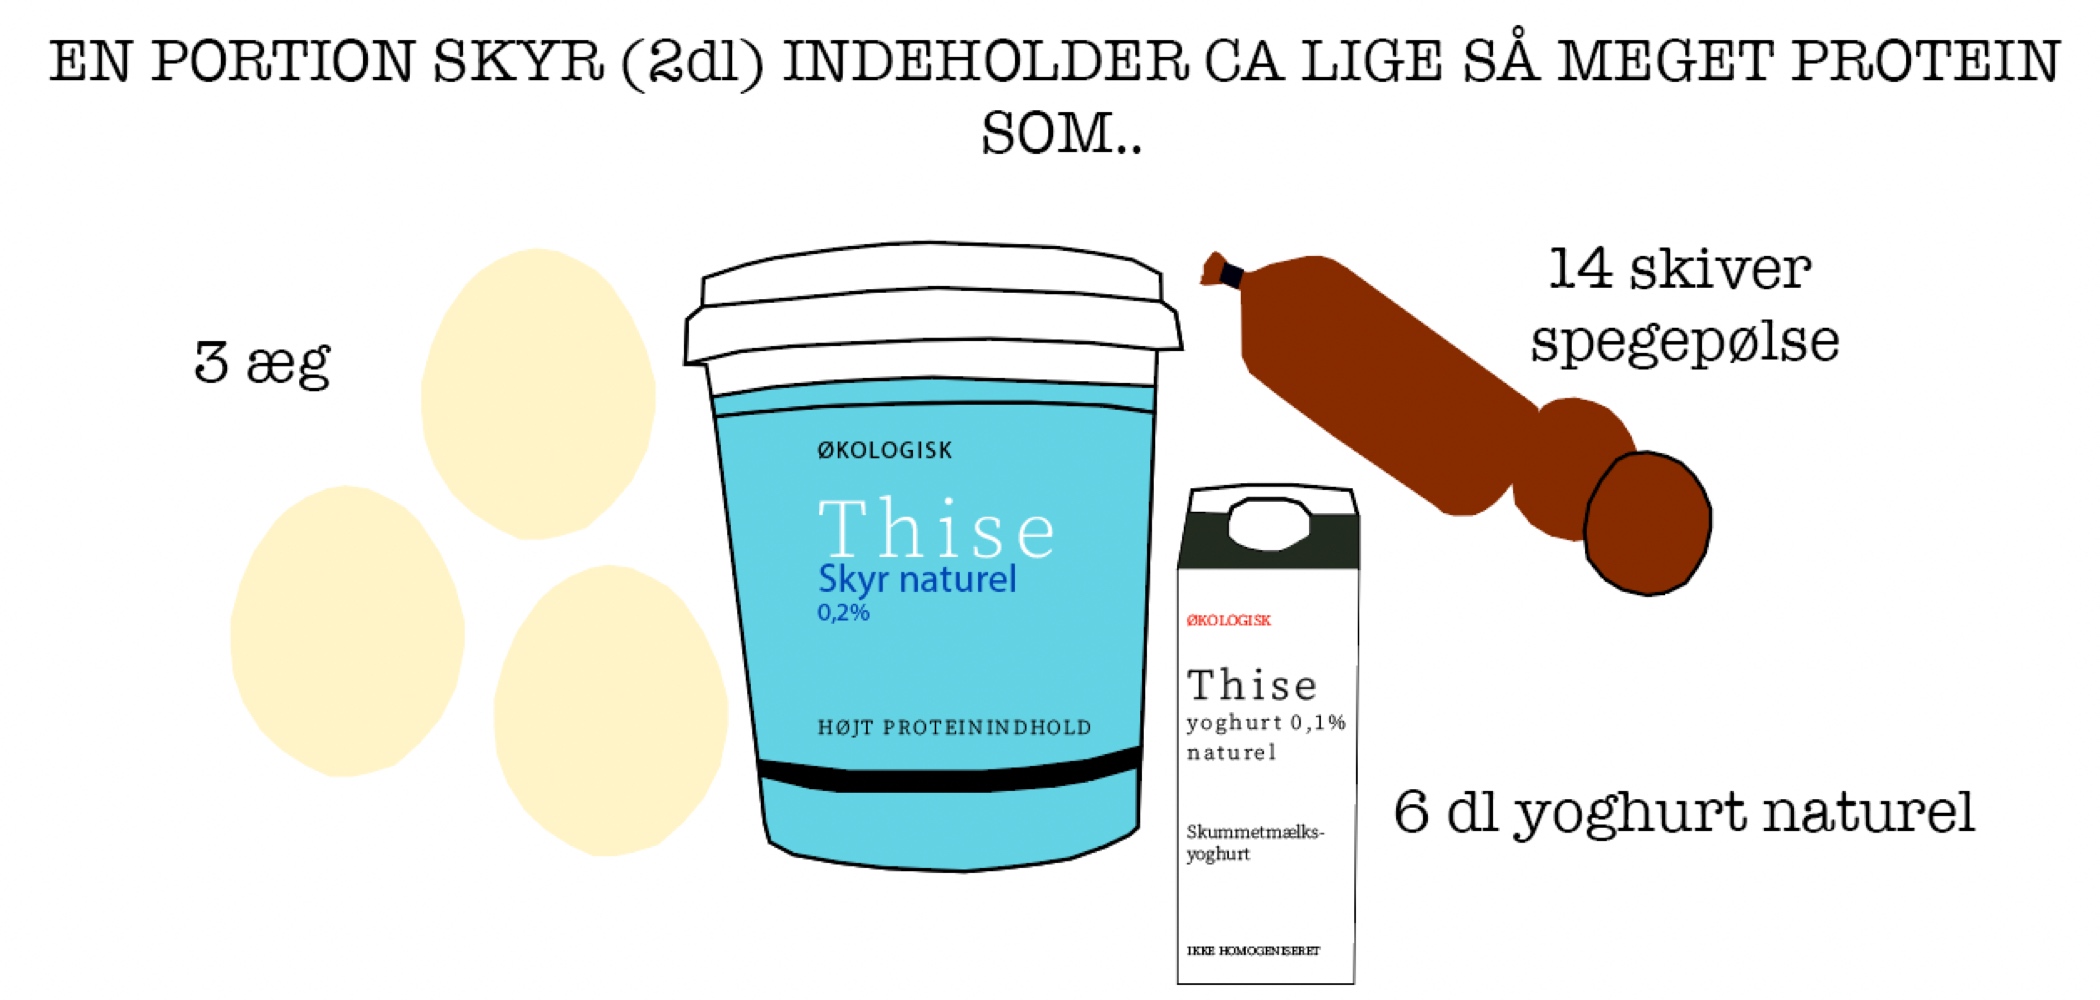 EN PORTION SKYR (2dl) INDEHOLDER CA LIGE SÅ MEGET PROTEIN
SOM..
3 æg
14 skiver
spegepølse
ØKOLOGISK
Thise
Skyr naturel
0,2%
HØJT PROTEININDHOLD
ØKOLOGISK
Thise
yoghurt 0,1%
naturel
Skummetmælks-
yoghurt
IKKE HOMOGENISERET
6 dl yoghurt naturel